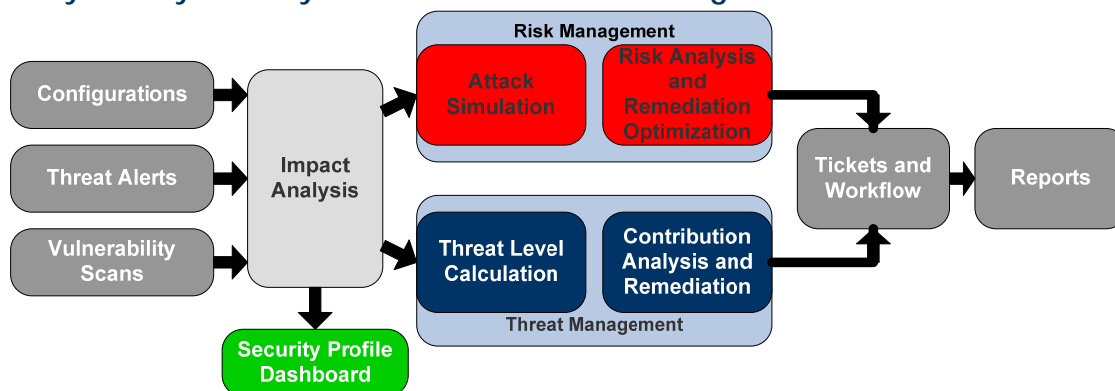 Risk Management
Configurations
Attack
Simulation
Risk Analysis
and
Remediation
Optimization
Threat Alerts
Impact
Analysis
Tickets and
Workflow
Reports
Vulnerability
Scans
Threat Level
Calculation
Contribution
Analysis and
Remediation
Threat Management
Security Profile
Dashboard